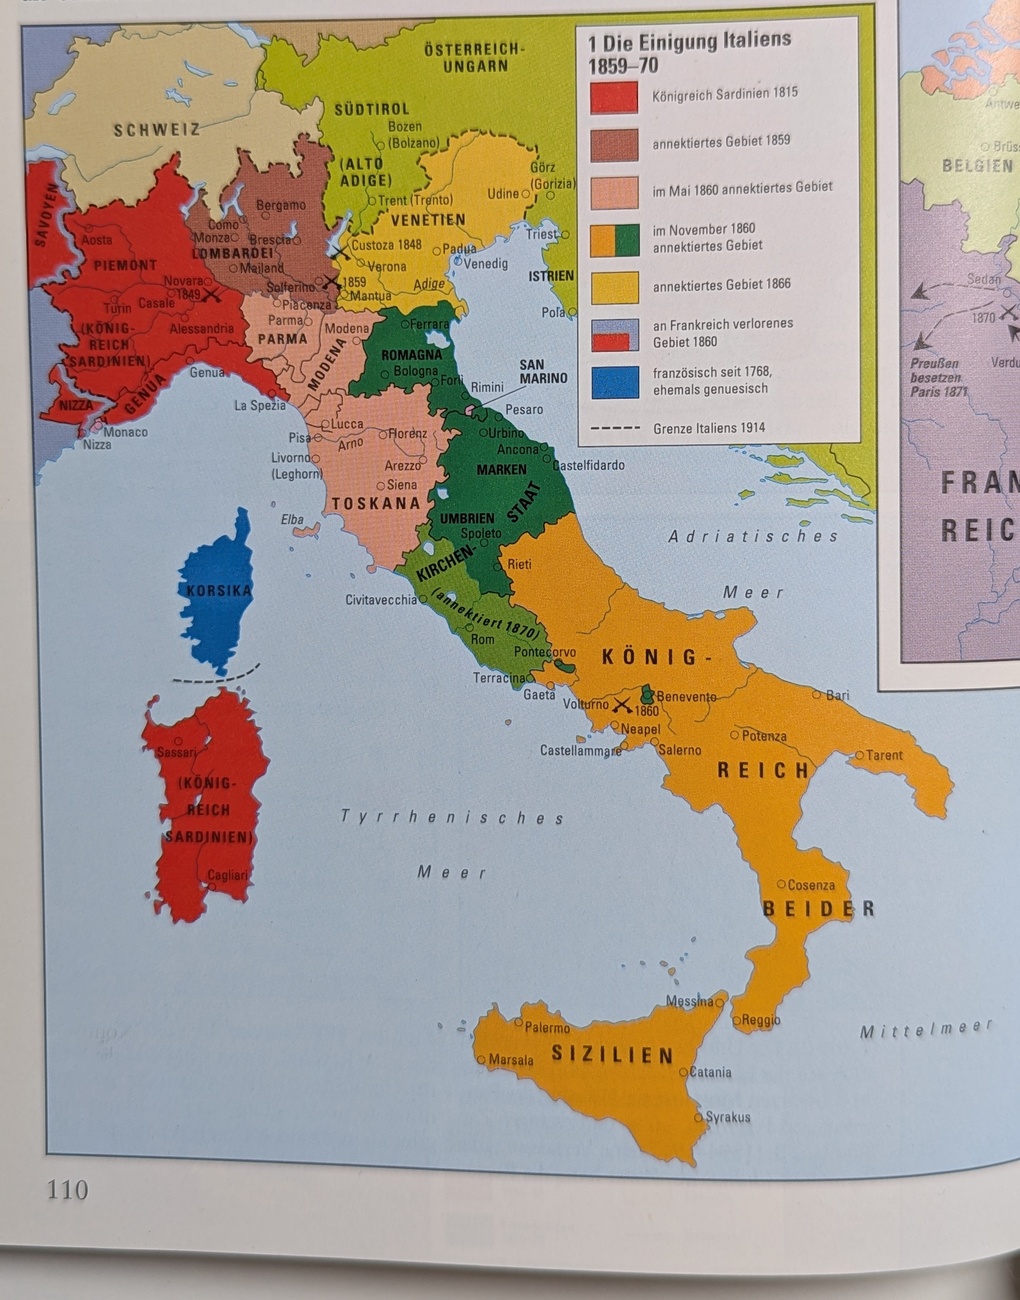 1 Die Einigung Italiens
1859–70
Königreich Sardinien 1815
annektiertes Gebiet 1859
im Mai 1860 annektiertes Gebiet
im November 1860
annektiertes Gebiet
annektiertes Gebiet 1866
an Frankreich verlorenes
Gebiet 1860
französisch seit 1768,
ehemals genuesisch
Grenze Italiens 1914
ÖSTERREICH-
UNGARN
SCHWEIZ
SÜDTIROL
Bozen
(Bolzano)
(ALTO
ADIGE)
Trent (Trento)
Görz
(Gorizia)
Udine
VENETIEN
Triest
ISTRIEN
Pola
SAVOYEN
Aosta
PIEMONT
Bergamo
Como
Monza
Brescia
LOMBARDEI
Mailand
Custoza 1848
Padua
Venedig
Verona
Adige
Solferino
1859
Mantua
Novara
1849
Turin
Casale
Piacenza
(KÖNIG-
REICH
SARDINIEN)
Alessandria
Parma
PARMA
Modena
MODENA
Ferrara
ROMAGNA
Bologna
Forlì
Rimini
SAN
MARINO
Pesaro
GENUA
Genua
NIZZA
Monaco
Nizza
La Spezia
Lucca
Pisa
Arno
Florenz
Urbino
Ancona
Castelfidardo
Livorno
(Leghorn)
Arezzo
Siena
MARKEN
TOSKANA
UMBRIEN
Spoleto
KIRCHEN-
STAAT
(annektiert 1870)
Elba
Rieti
Civitavecchia
Rom
KORSIKA
Adriatisches
Meer
Pontecorvo
Terracina
Gaeta
Volturno
1860
Benevento
Neapel
Castellammare
Salerno
Potenza
Bari
Tarent
KÖNIG-
REICH
BEIDER
SIZILIEN
Cosenza
Sassari
(KÖNIG-
REICH
SARDINIEN)
Cagliari
Tyrrhenisches
Meer
Messina
Reggio
Palermo
Marsala
Catania
Syrakus
Mittelmeer
BELGIEN
Sedan
1870
Preußen
besetzen
Paris 1871
110